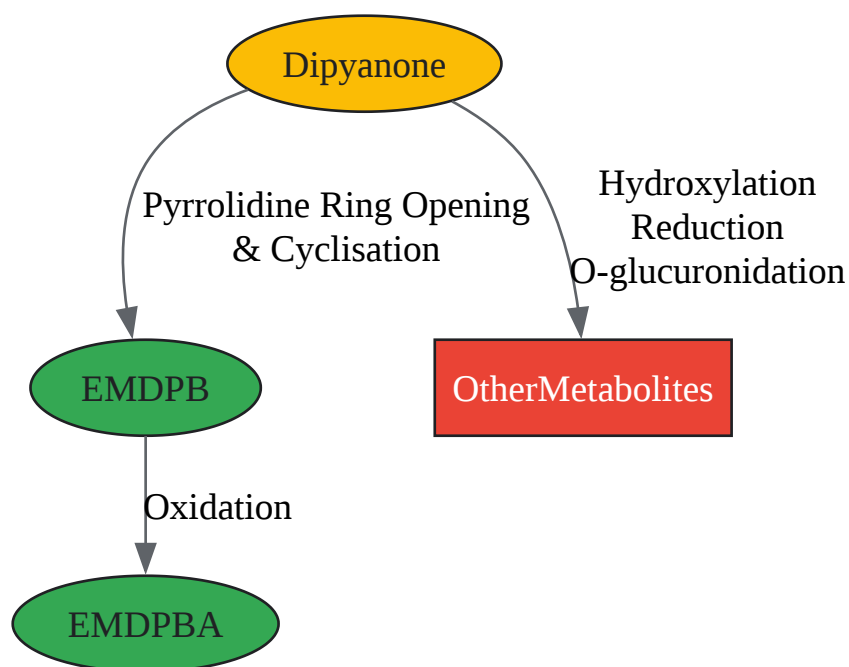 Dipyanone
Pyrrolidine Ring Opening
& Cyclisation
Hydroxylation
Reduction
O-glucuronidation
EMDPB
OtherMetabolites
Oxidation
EMDPBA